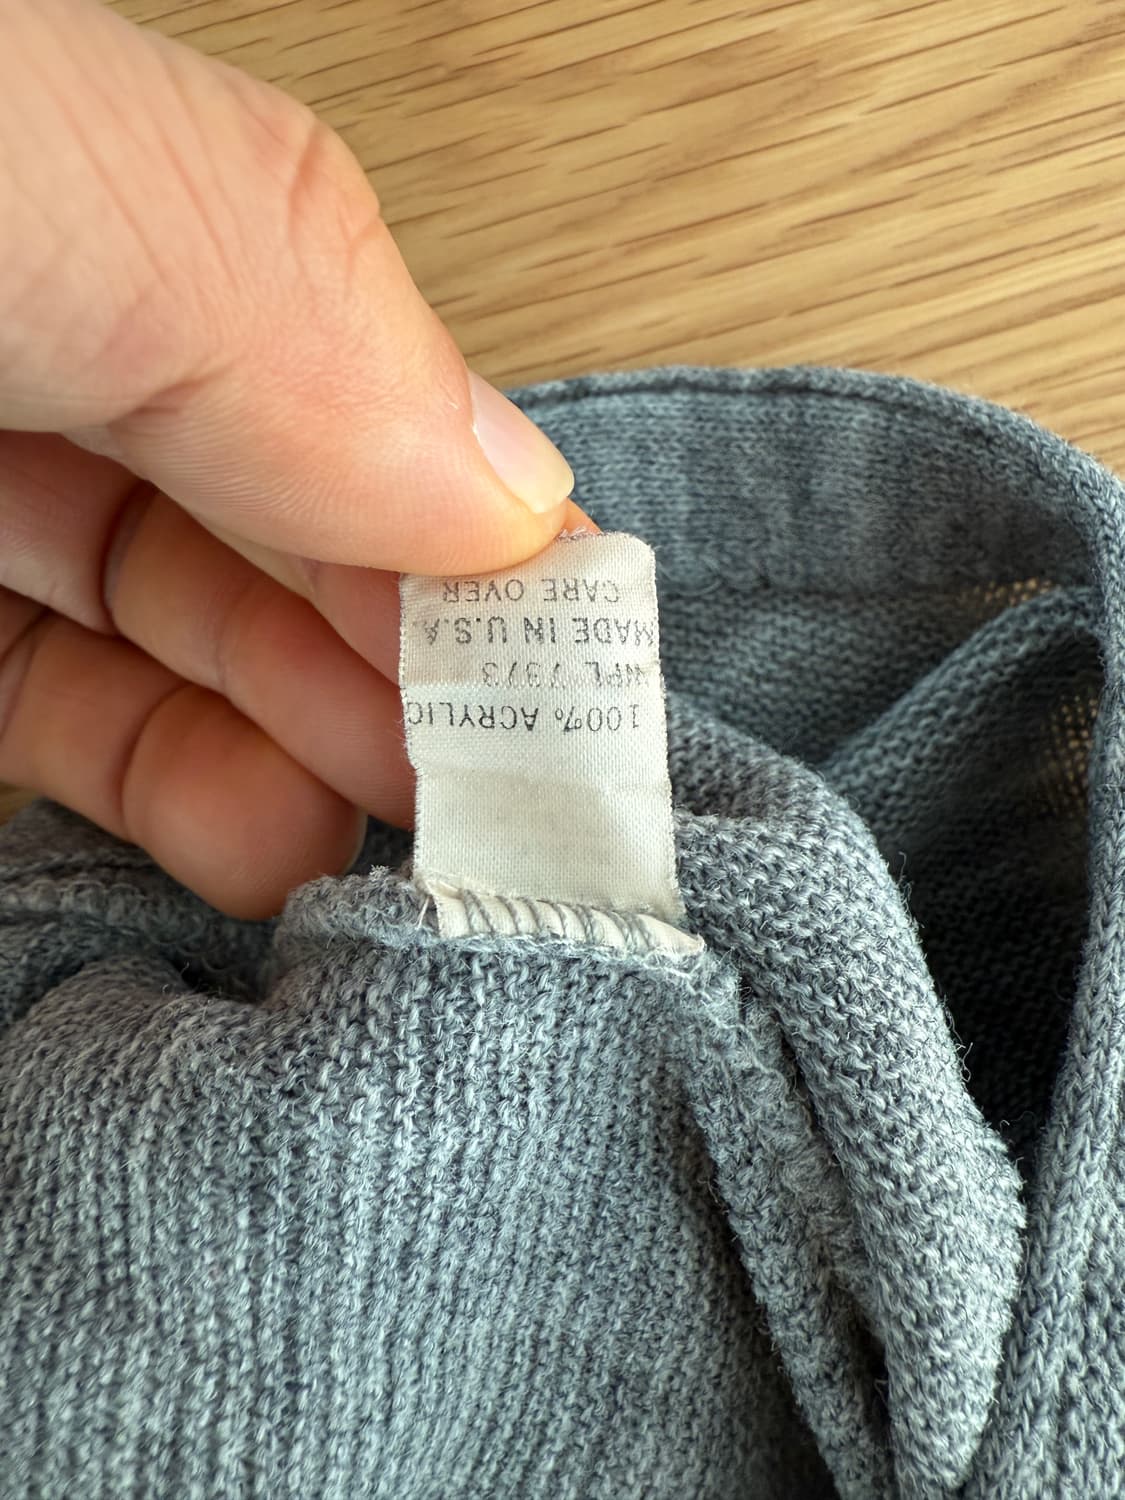 100% ACRYLIC
WPL 7973
MADE IN U.S.A.
CARE OVER